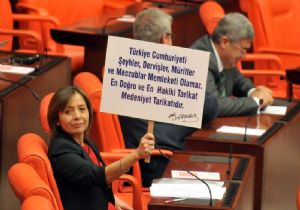 Türkiye Cumhuriyeti
Şeyhler, Dervişler, Müritler
ve Meczublar Memleketi Olamaz.
En Doğru ve En Hakiki Tarikat
Medeniyet Tarikatıdır.